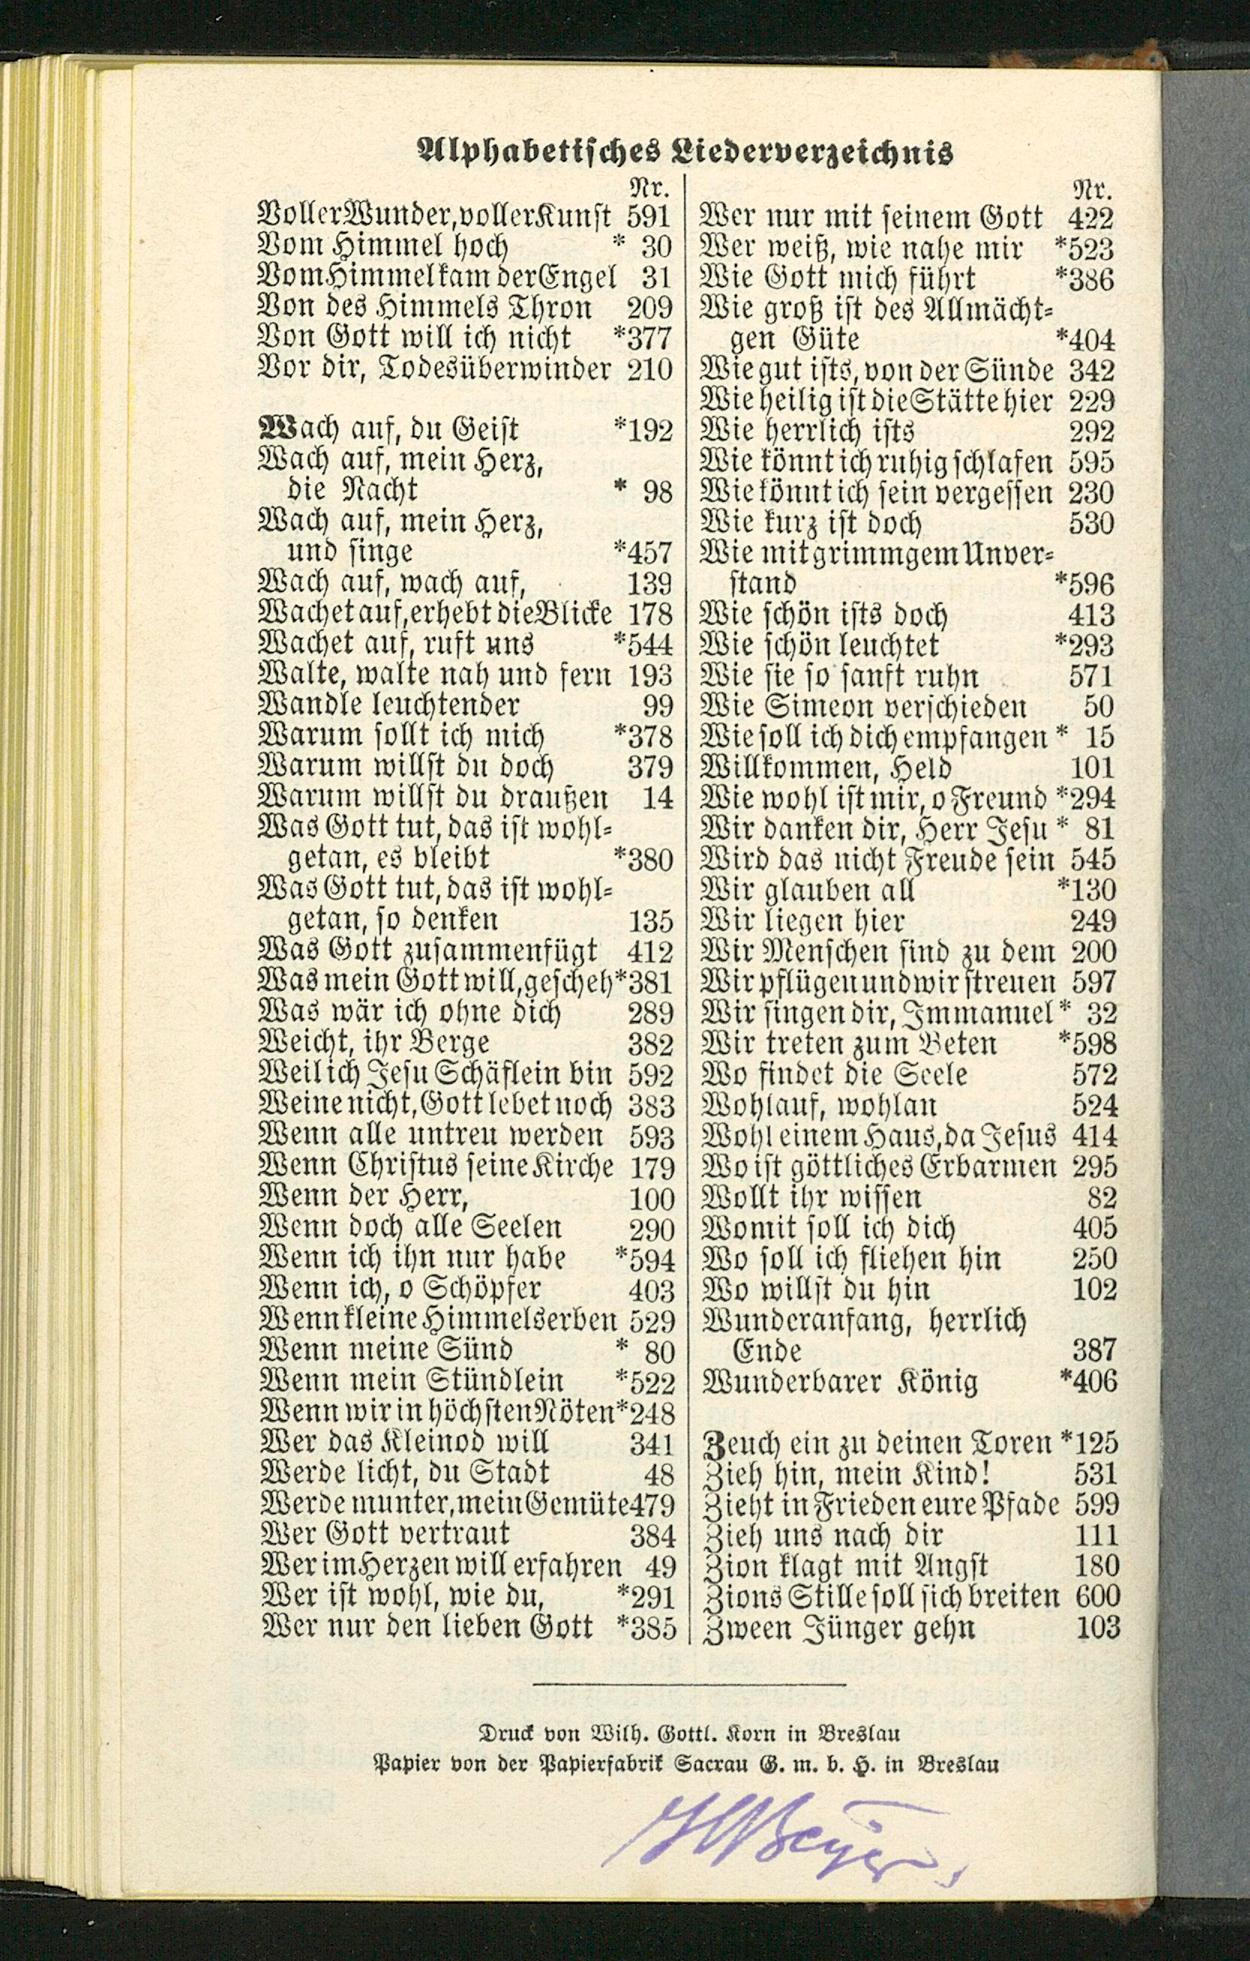 Alphabetisches Liederverzeichnis
Nr.
Voller Wunder, voller Kunst 591
Vom Himmel hoch * 30
Vom Himmel kam der Engel 31
Von des Himmels Thron 209
Von Gott will ich nicht *377
Vor dir, Todesüberwinder 210
Wach auf, du Geist *192
Wach auf, mein Herz,
die Nacht * 98
Wach auf, mein Herz,
und singe *457
Wach auf, wach auf, 139
Wachet auf, erhebt die Blicke 178
Wachet auf, ruft uns *544
Walte, walte nah und fern 193
Wandle leuchtender 99
Warum sollt ich mich *378
Warum willst du doch 379
Warum willst du draußen 14
Was Gott tut, das ist wohl=
getan, es bleibt *380
Was Gott tut, das ist wohl=
getan, so denken 135
Was Gott zusammenfügt 412
Was mein Gott will, gescheh *381
Was wär ich ohne dich 289
Weicht, ihr Berge 382
Weil ich Jesu Schäflein bin 592
Weine nicht, Gott lebet noch 383
Wenn alle untreu werden 593
Wenn Christus seine Kirche 179
Wenn der Herr, 100
Wenn doch alle Seelen 290
Wenn ich ihn nur habe *594
Wenn ich, o Schöpfer 403
Wenn kleine Himmelserben 529
Wenn meine Sünd * 80
Wenn mein Stündlein *522
Wenn wir in höchsten Nöten *248
Wer das Kleinod will 341
Werde licht, du Stadt 48
Werde munter, mein Gemüte 479
Wer Gott vertraut 384
Wer im Herzen will erfahren 49
Wer ist wohl, wie du, *291
Wer nur den lieben Gott *385
Nr.
Wer nur mit seinem Gott 422
Wer weiß, wie nahe mir *523
Wie Gott mich führt *386
Wie groß ist des Allmächt=
gen Güte *404
Wie gut ists, von der Sünde 342
Wie heilig ist die Stätte hier 229
Wie herrlich ists 292
Wie könnt ich ruhig schlafen 595
Wie könnt ich sein vergessen 230
Wie kurz ist doch 530
Wie mit grimmgem Unver=
stand *596
Wie schön ists doch 413
Wie schön leuchtet *293
Wie sie so sanft ruhn 571
Wie Simeon verschieden 50
Wie soll ich dich empfangen * 15
Willkommen, Held 101
Wie wohl ist mir, o Freund *294
Wir danken dir, Herr Jesu * 81
Wird das nicht Freude sein 545
Wir glauben all *130
Wir liegen hier 249
Wir Menschen sind zu dem 200
Wir pflügen und wir streuen 597
Wir singen dir, Immanuel * 32
Wir treten zum Beten *598
Wo findet die Seele 572
Wohlauf, wohlan 524
Wohl einem Haus, da Jesus 414
Wo ist göttliches Erbarmen 295
Wollt ihr wissen 82
Womit soll ich dich 405
Wo soll ich fliehen hin 250
Wo willst du hin 102
Wunderanfang, herrlich
Ende 387
Wunderbarer König *406
Zeuch ein zu deinen Toren *125
Zieh hin, mein Kind! 531
Zieht in Frieden eure Pfade 599
Zieh uns nach dir 111
Zion klagt mit Angst 180
Zions Stille soll sich breiten 600
Zween Jünger gehn 103
Druck von Wilh. Gottl. Korn in Breslau
Papier von der Papierfabrik Sacrau G. m. b. H. in Breslau
Beyer